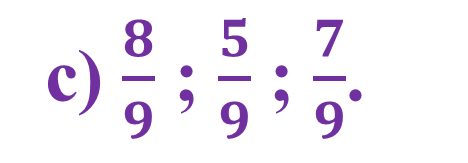 c) 8/9 ; 5/9 ; 7/9.